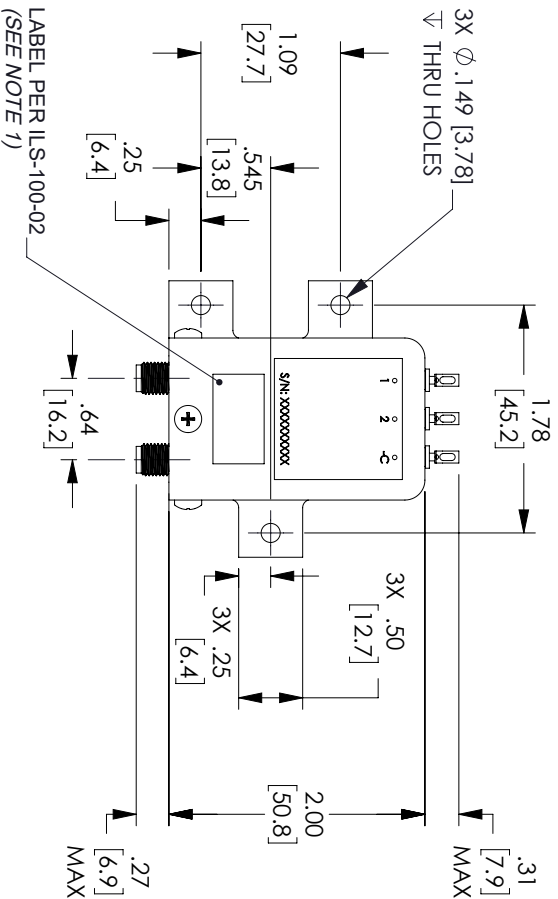 3X Ø .149 [3.78]
↓ THRU HOLES
1.09
[27.7]
.545
[13.8]
.25
[6.4]
LABEL PER ILS-100-02
(SEE NOTE 1)
1.78
[45.2]
1
2
-C
S/N: XXXXXXXXXX
.64
[16.2]
3X .50
[12.7]
3X .25
[6.4]
2.00
[50.8]
.31
[7.9]
MAX
.27
[6.9]
MAX